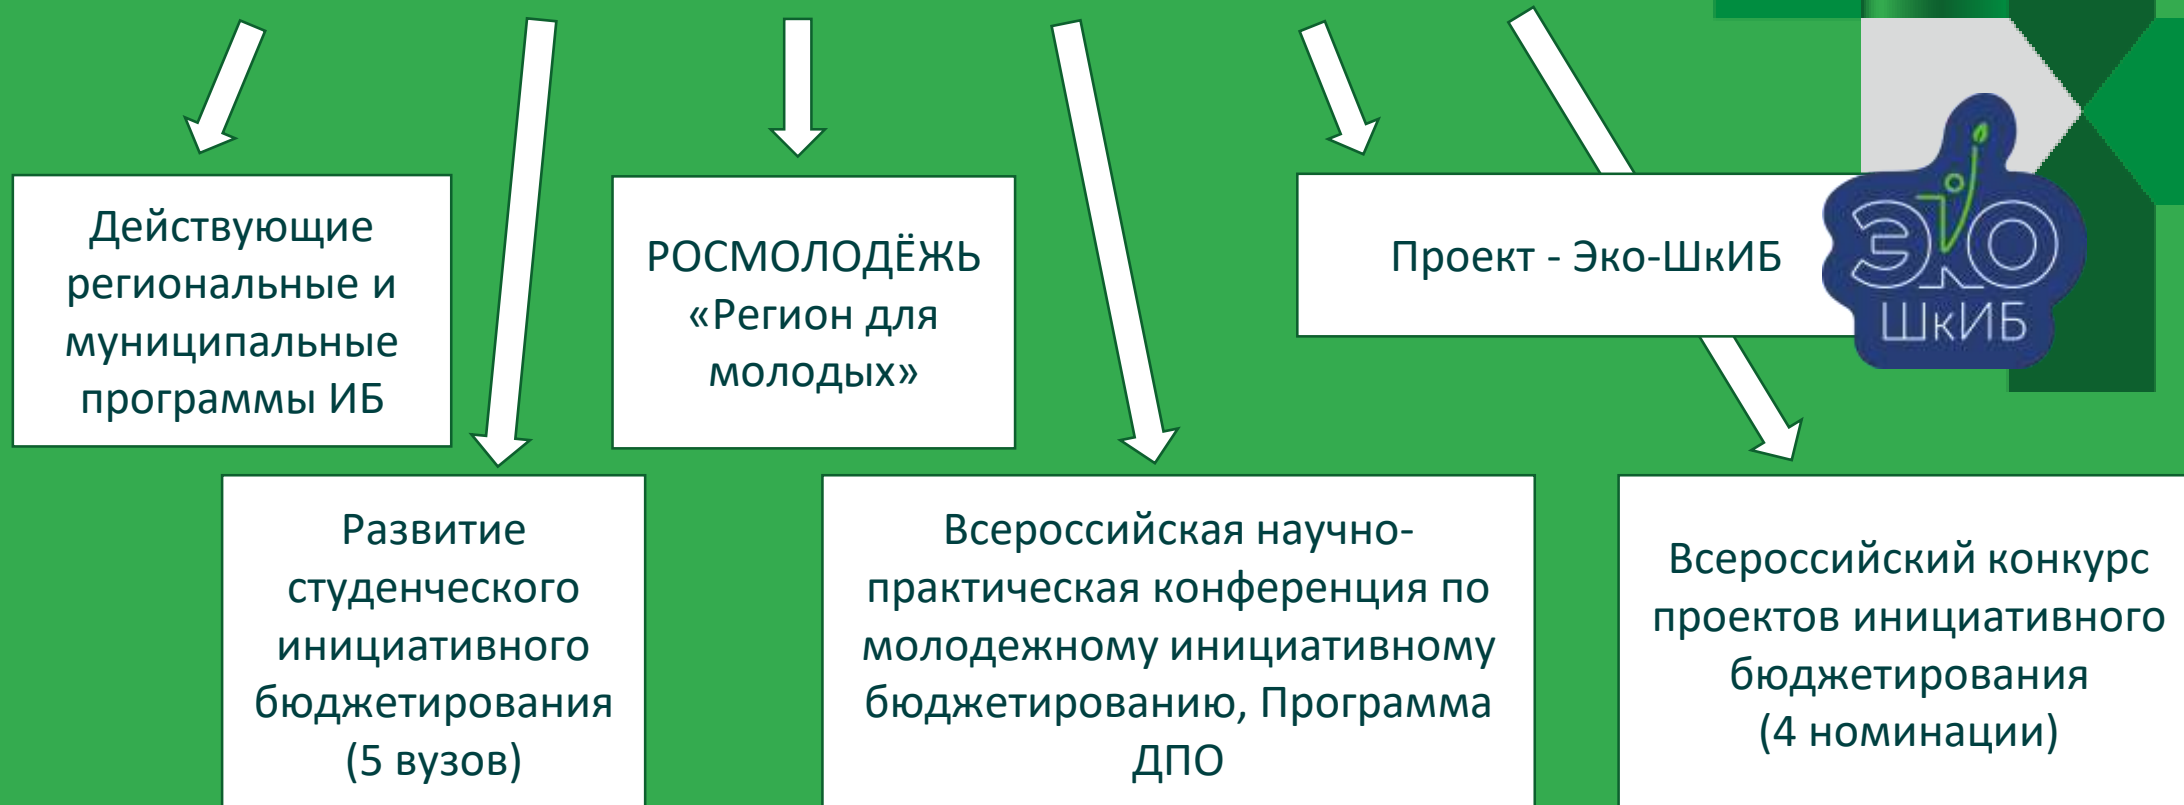 Действующие
региональные и
муниципальные
программы ИБ
РОСМОЛОДЁЖЬ
«Регион для
молодых»
Проект - Эко-ШкИБ
ЭКО
ШкИБ
Развитие
студенческого
инициативного
бюджетирования
(5 вузов)
Всероссийская научно-
практическая конференция по
молодежному инициативному
бюджетированию, Программа
ДПО
Всероссийский конкурс
проектов инициативного
бюджетирования
(4 номинации)